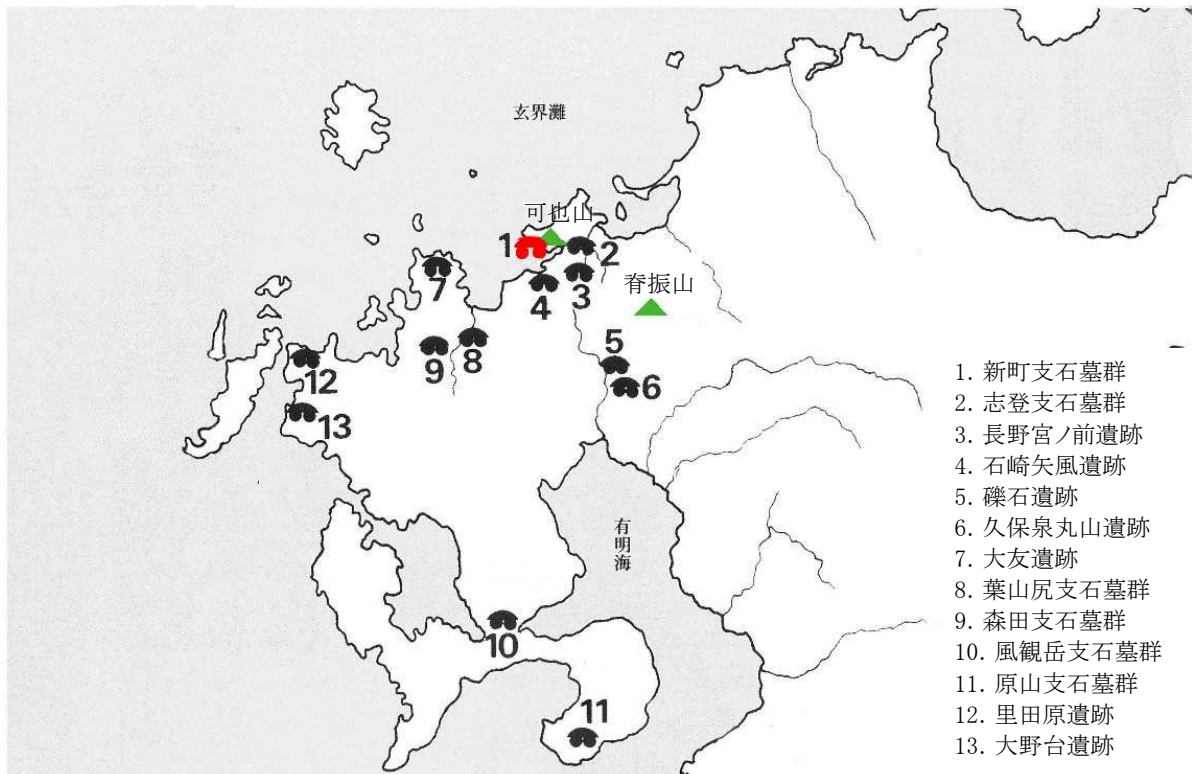 玄界灘
可也山
1
2
3
4
脊振山
5
6
7
8
9
12
13
有明海
10
11
1. 新町支石墓群
2. 志登支石墓群
3. 長野宮ノ前遺跡
4. 石崎矢風遺跡
5. 礫石遺跡
6. 久保泉丸山遺跡
7. 大友遺跡
8. 葉山尻支石墓群
9. 森田支石墓群
10. 風観岳支石墓群
11. 原山支石墓群
12. 里田原遺跡
13. 大野台遺跡